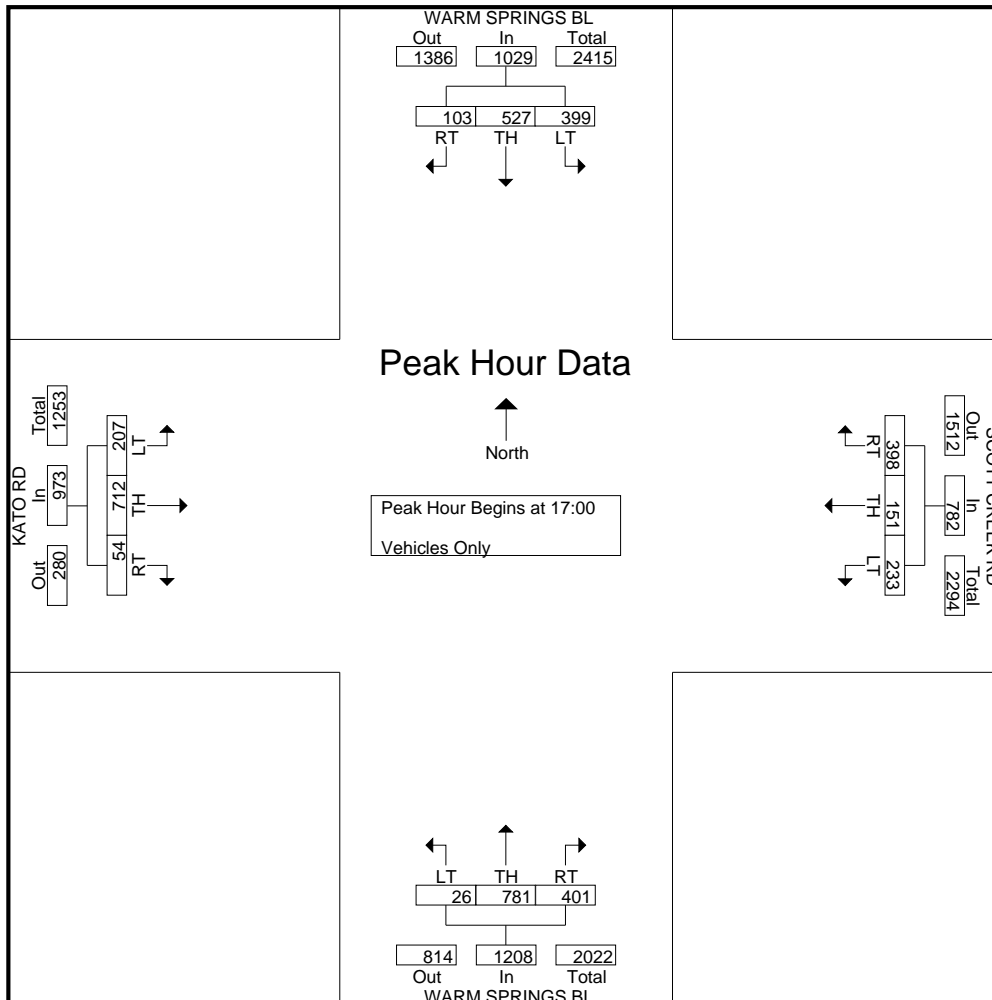 WARM SPRINGS BL
Out In Total
1386 1029 2415
103 527 399
RT TH LT
Peak Hour Data
North
Peak Hour Begins at 17:00
Vehicles Only
KATO RD
Total In Out
1253 973 280
207 712 54
LT TH RT
SCOTT CREEK RD
Out In Total
1512 782 2294
398 151 233
RT TH LT
LT TH RT
26 781 401
814 1208 2022
Out In Total
WARM SPRINGS BL